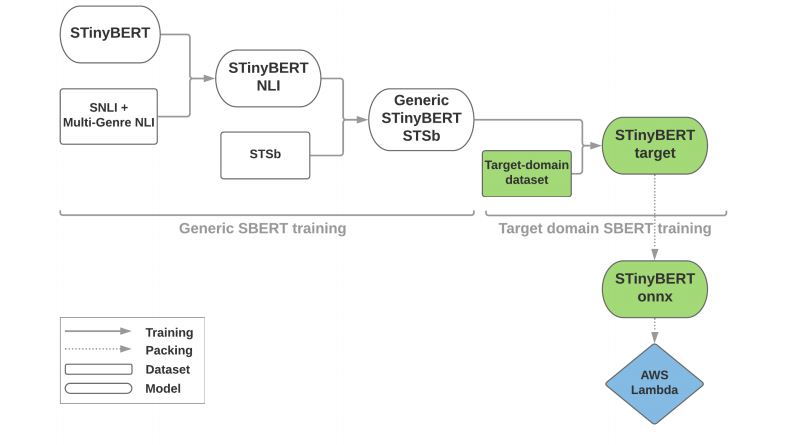 STinyBERT
SNLI +
Multi-Genre NLI
STinyBERT
NLI
STSb
Generic
STinyBERT
STSb
Target-domain
dataset
STinyBERT
target
Generic SBERT training
Target domain SBERT training
STinyBERT
onnx
AWS
Lambda
Training
Packing
Dataset
Model